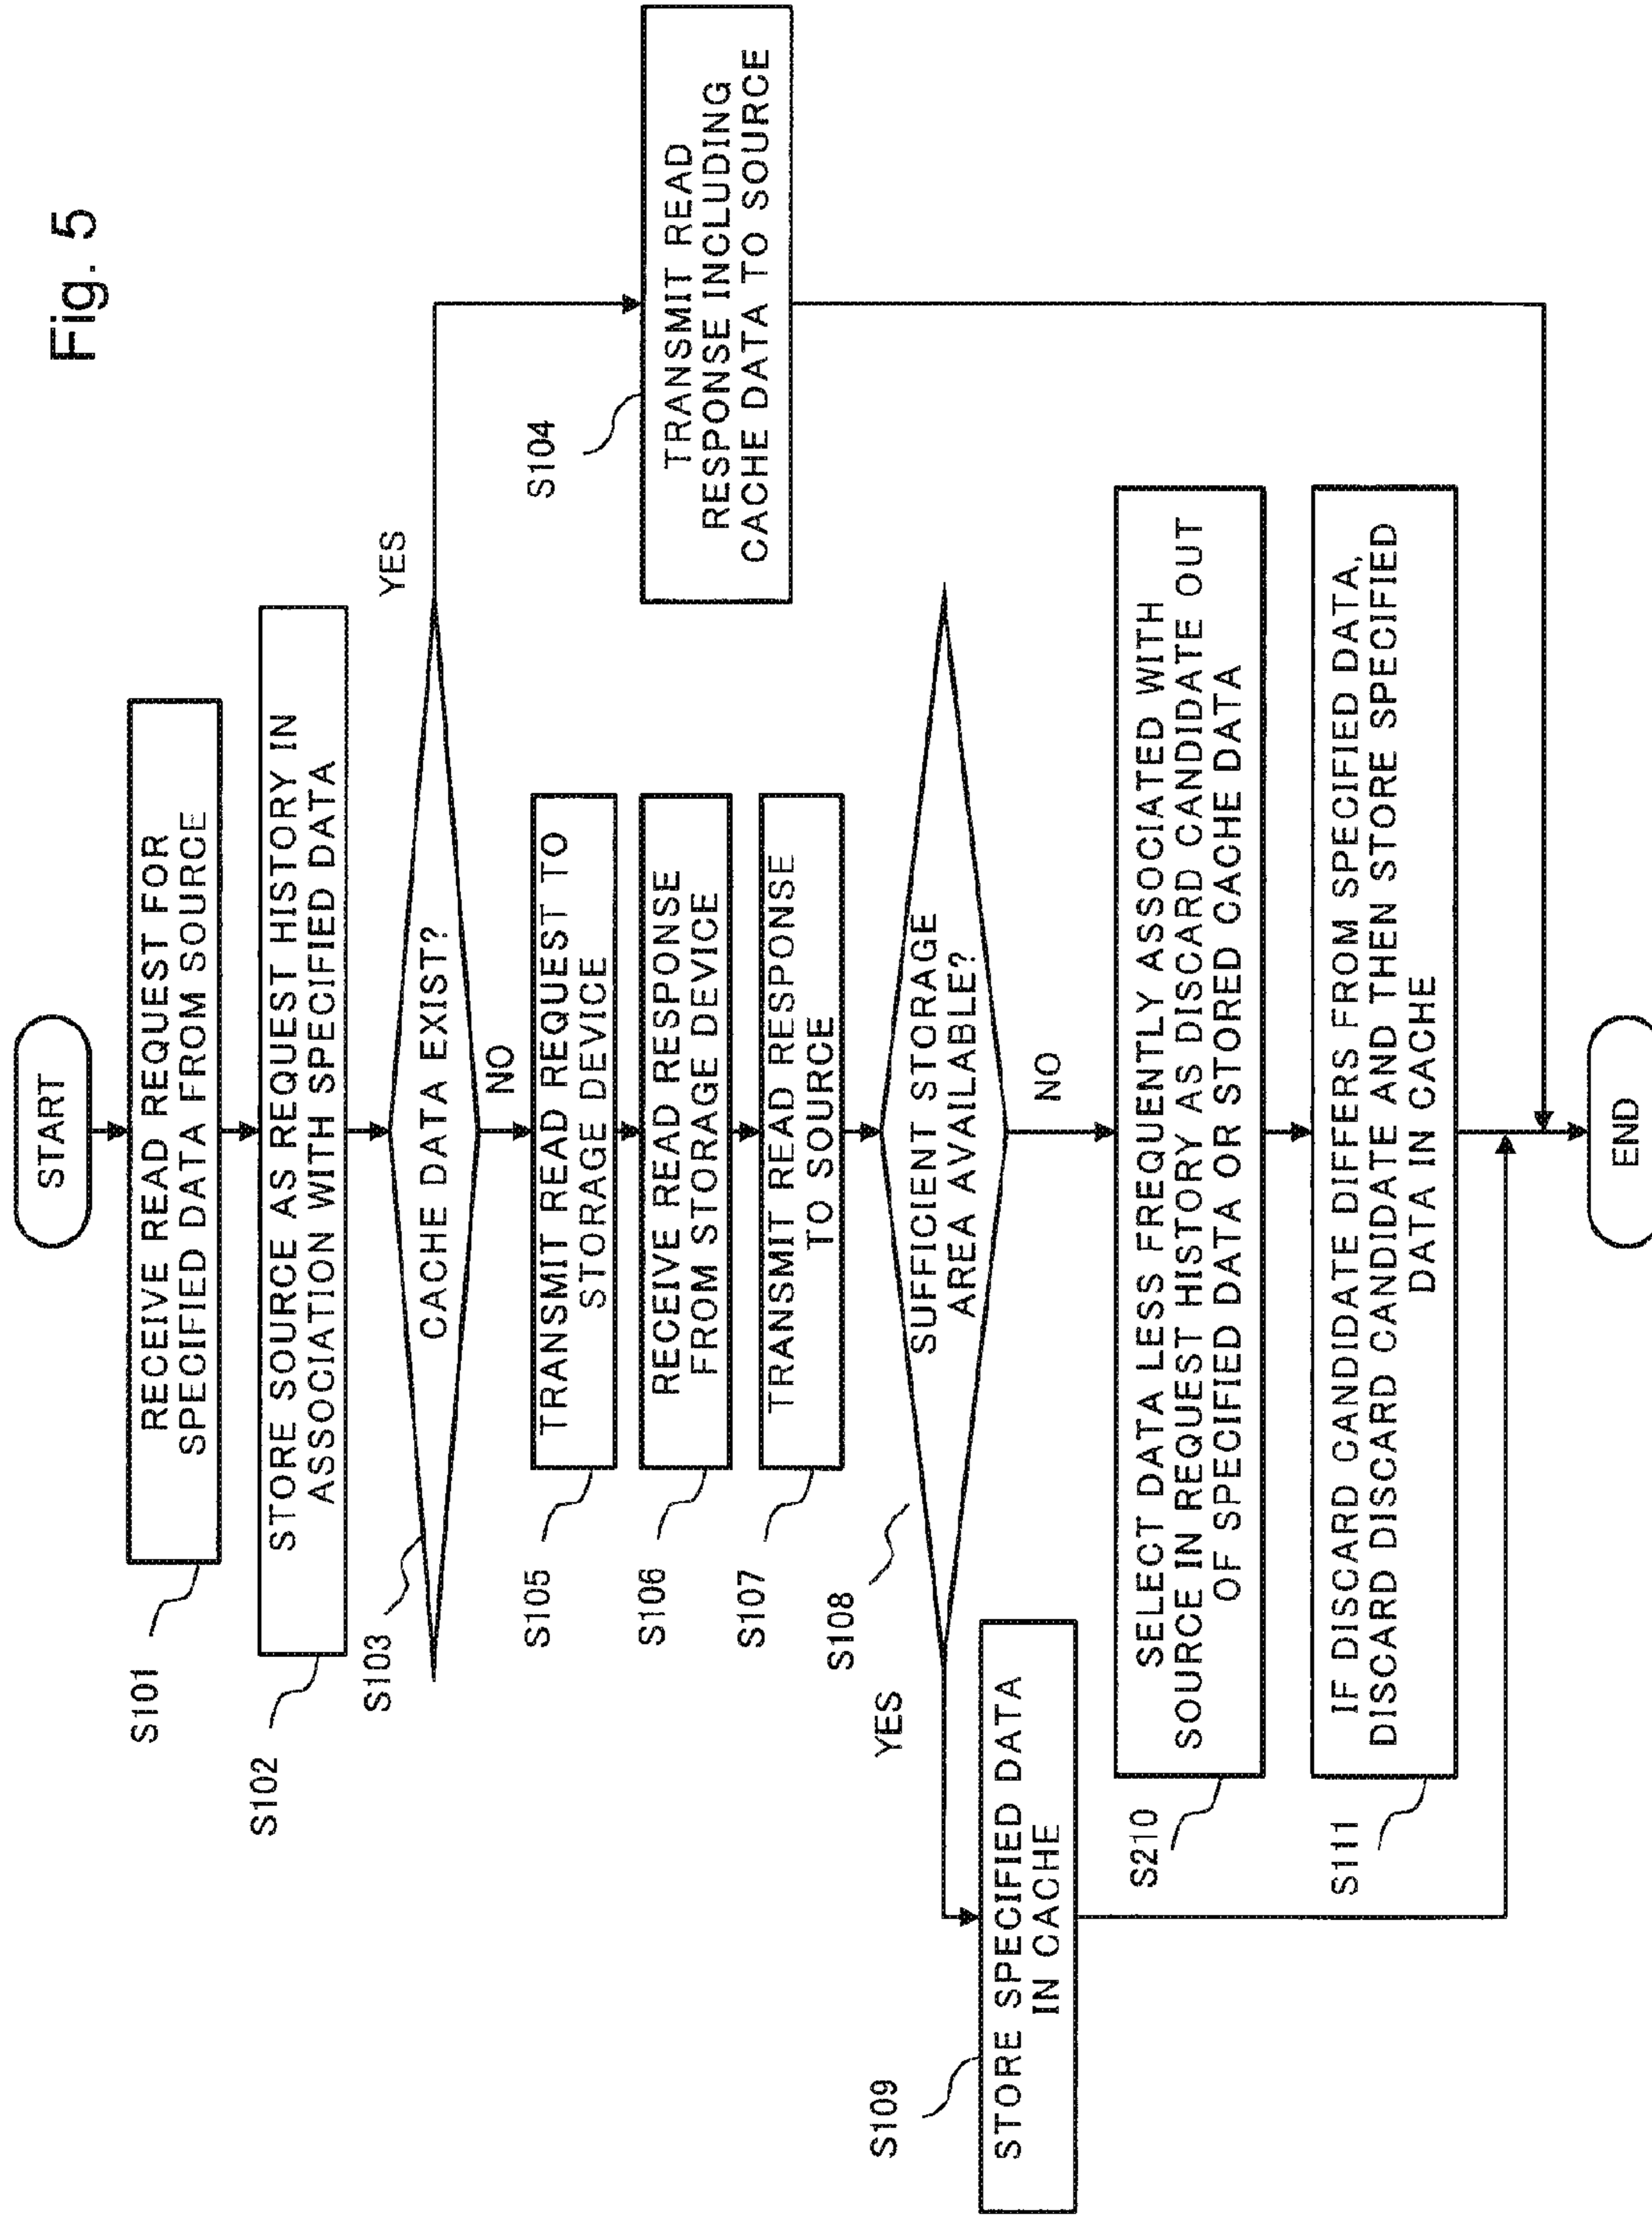 Fig. 5
START
RECEIVE READ REQUEST FOR
SPECIFIED DATA FROM SOURCE
S101
STORE SOURCE AS REQUEST HISTORY IN
ASSOCIATION WITH SPECIFIED DATA
S102
CACHE DATA EXIST?
S103
YES
NO
TRANSMIT READ
RESPONSE INCLUDING
CACHE DATA TO SOURCE
S104
TRANSMIT READ REQUEST TO
STORAGE DEVICE
S105
RECEIVE READ RESPONSE
FROM STORAGE DEVICE
S106
TRANSMIT READ RESPONSE
TO SOURCE
S107
SUFFICIENT STORAGE
AREA AVAILABLE?
S108
YES
NO
STORE SPECIFIED DATA
IN CACHE
S109
SELECT DATA LESS FREQUENTLY ASSOCIATED WITH
SOURCE IN REQUEST HISTORY AS DISCARD CANDIDATE OUT
OF SPECIFIED DATA OR STORED CACHE DATA
S210
IF DISCARD CANDIDATE DIFFERS FROM SPECIFIED DATA,
DISCARD DISCARD CANDIDATE AND THEN STORE SPECIFIED
DATA IN CACHE
S111
END